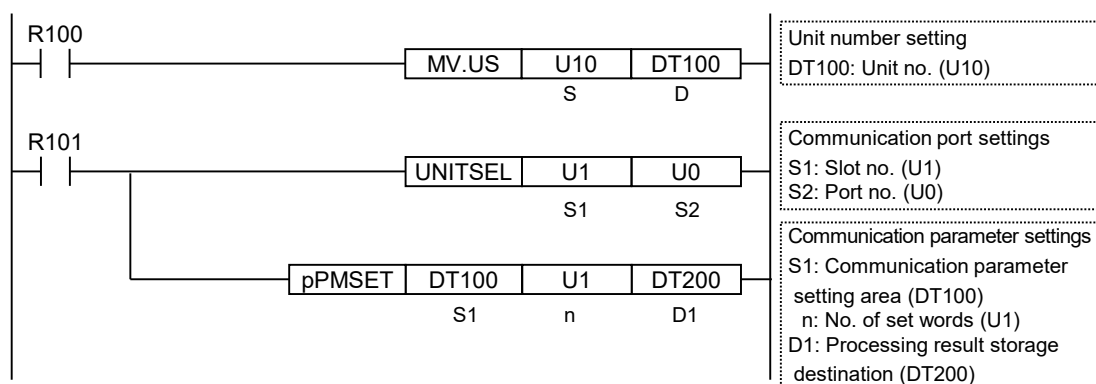 R100
MV.US U10 DT100
S D
Unit number setting
DT100: Unit no. (U10)
R101
UNITSEL U1 U0
S1 S2
Communication port settings
S1: Slot no. (U1)
S2: Port no. (U0)
pPMSET DT100 U1 DT200
S1 n D1
Communication parameter settings
S1: Communication parameter
setting area (DT100)
n: No. of set words (U1)
D1: Processing result storage
destination (DT200)